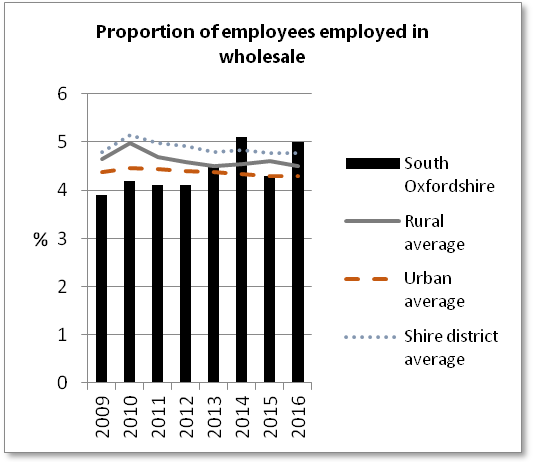 Proportion of employees employed in
wholesale
6
5
4
% 3
2
1
0
2009 2010 2011 2012 2013 2014 2015 2016
South
Oxfordshire
Rural
average
Urban
average
Shire district
average